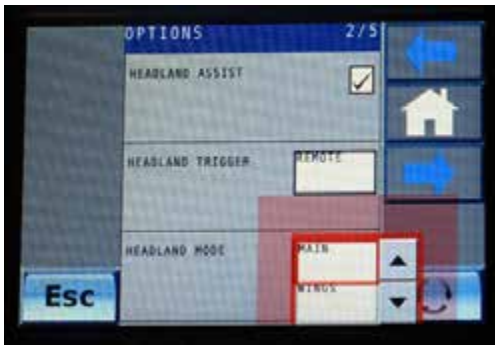 OPTIONS 2/5
HEADLAND ASSIST
HEADLAND TRIGGER REMOTE
HEADLAND MODE MAIN
WINGS
Esc